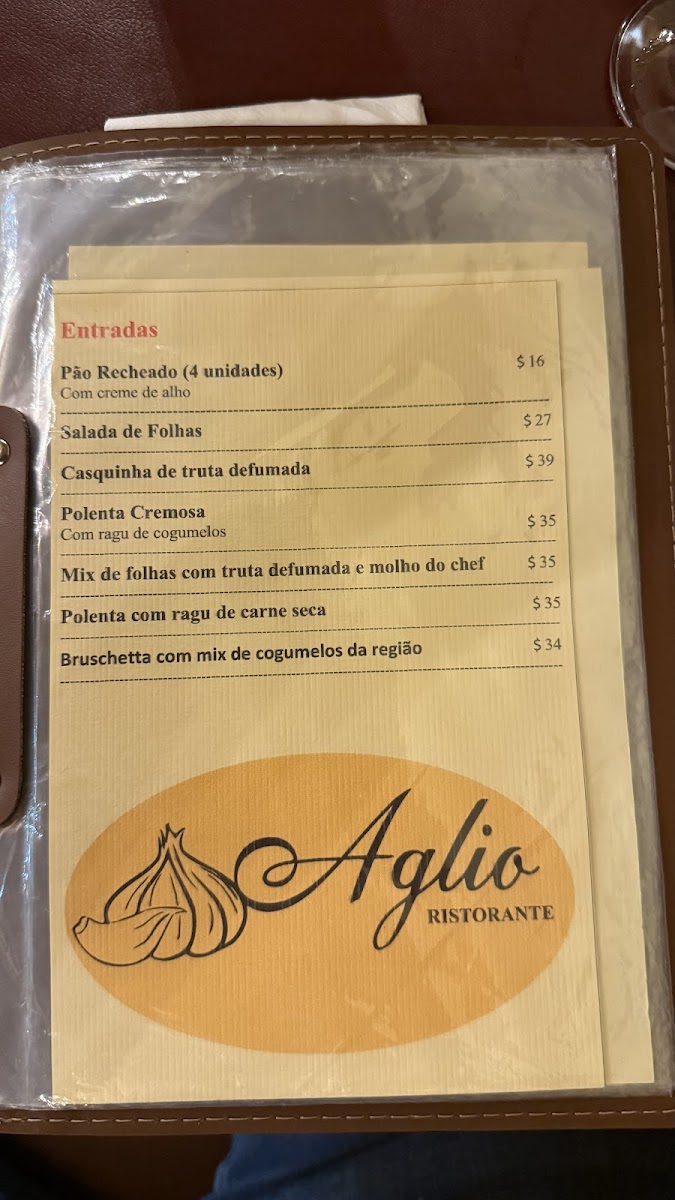 Entradas
Pão Recheado (4 unidades) $ 16
Com creme de alho
Salada de Folhas $ 27
Casquinha de truta defumada $ 39
Polenta Cremosa
Com ragu de cogumelos $ 35
Mix de folhas com truta defumada e molho do chef $ 35
Polenta com ragu de carne seca $ 35
Bruschetta com mix de cogumelos da região $ 34
Aglio
RISTORANTE